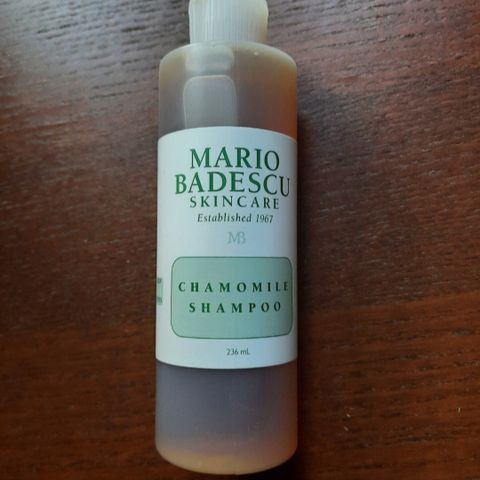 MARIO
BADESCU
SKINCARE
Established 1967
MB
CHAMOMILE
SHAMPOO
236 mL